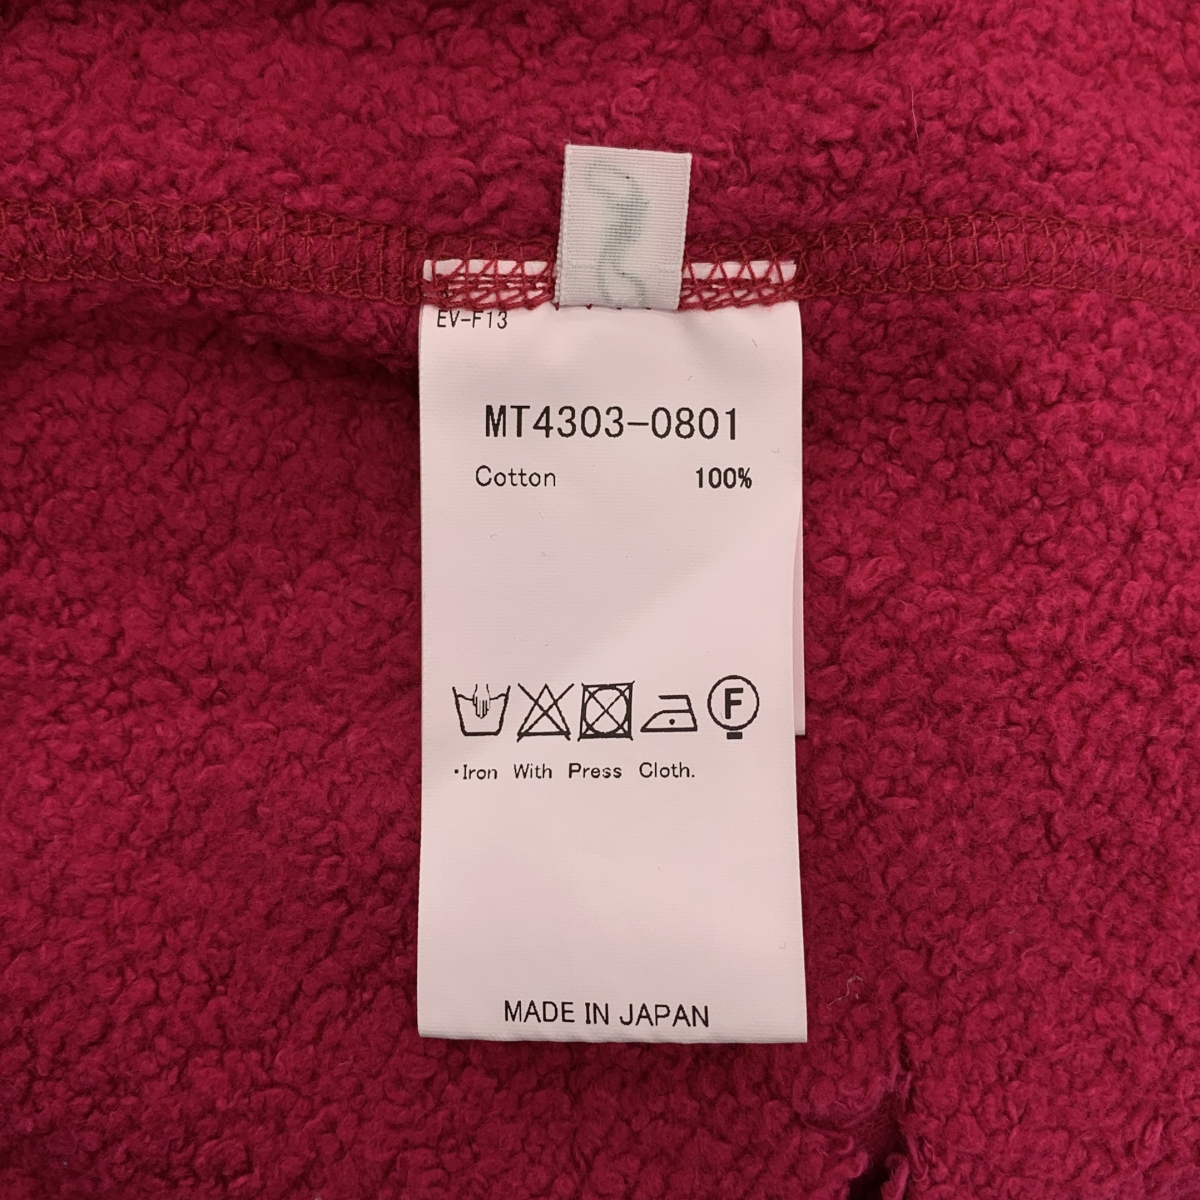 EV-F13
MT4303-0801
Cotton 100%
F
・Iron With Press Cloth.
MADE IN JAPAN